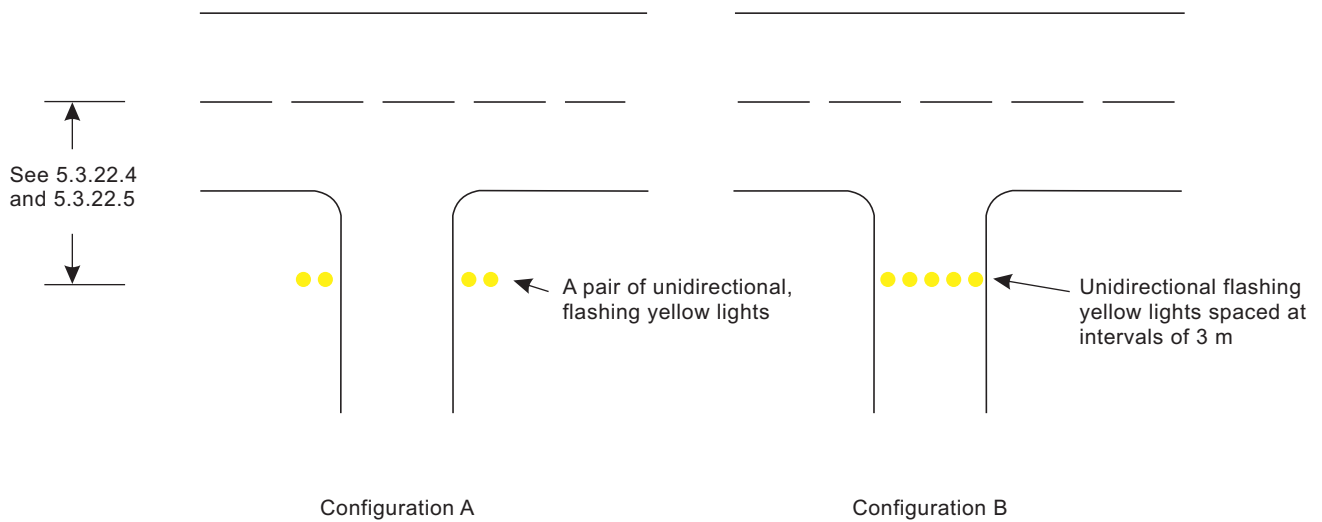 See 5.3.22.4
and 5.3.22.5
A pair of unidirectional,
flashing yellow lights
Unidirectional flashing
yellow lights spaced at
intervals of 3 m
Configuration A
Configuration B